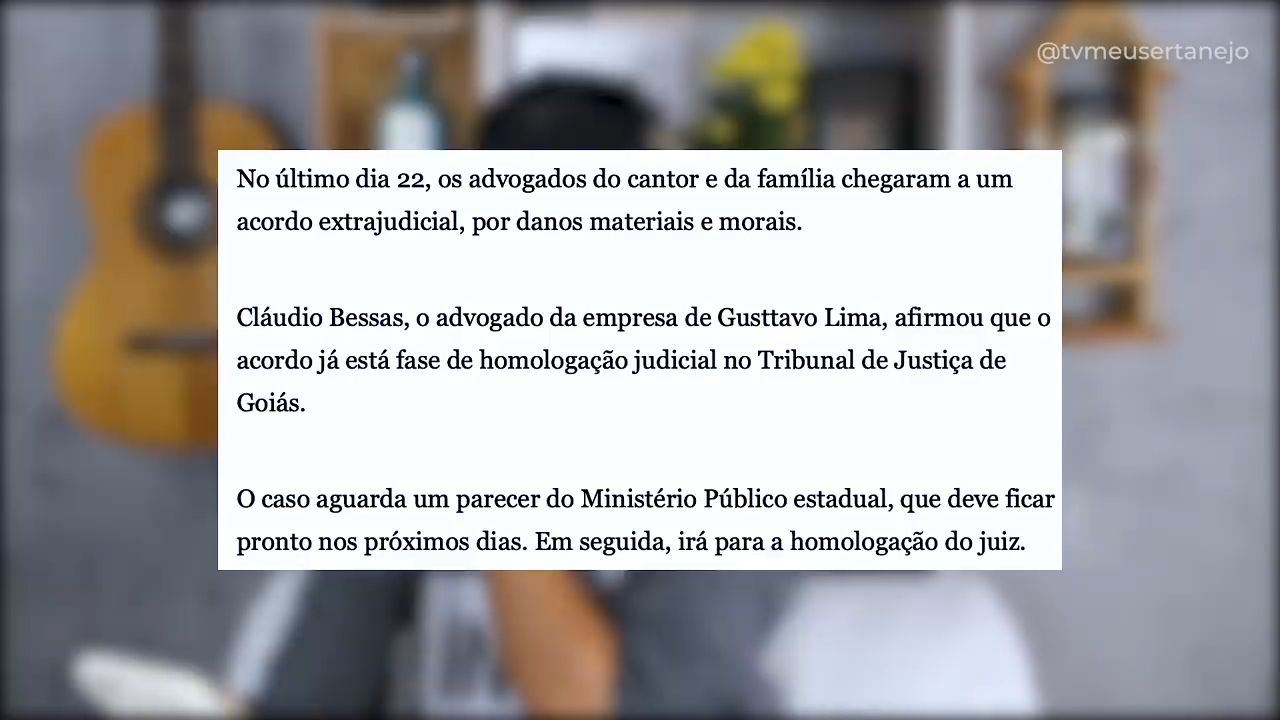 @tvmeusertanejo
No último dia 22, os advogados do cantor e da família chegaram a um
acordo extrajudicial, por danos materiais e morais.
Cláudio Bessas, o advogado da empresa de Gusttavo Lima, afirmou que o
acordo já está fase de homologação judicial no Tribunal de Justiça de
Goiás.
O caso aguarda um parecer do Ministério Público estadual, que deve ficar
pronto nos próximos dias. Em seguida, irá para a homologação do juiz.